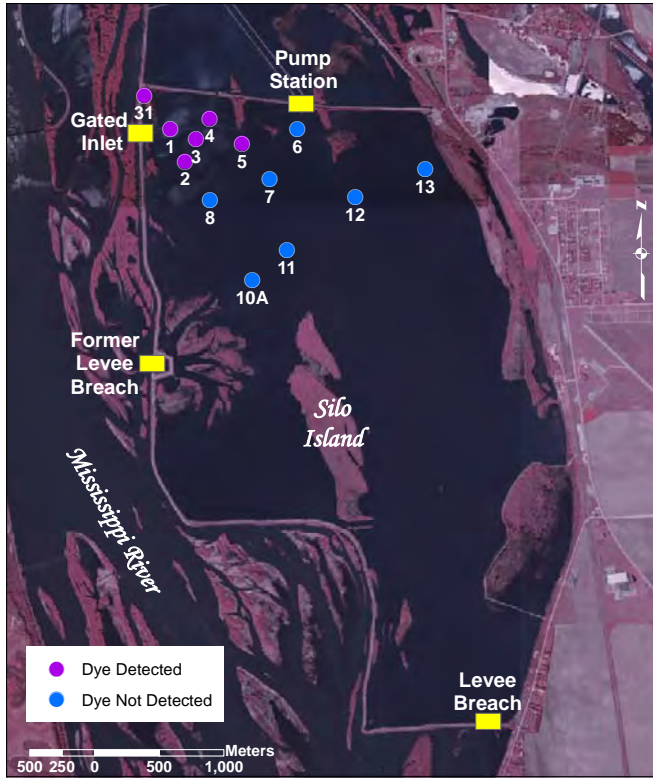 Pump
Station
31
Gated
Inlet
4
1
3
5
6
2
13
7
12
8
11
10A
Former
Levee
Breach
Silo
Island
Mississippi River
N
Dye Detected
Dye Not Detected
Levee
Breach
Meters
500 250 0 500 1,000